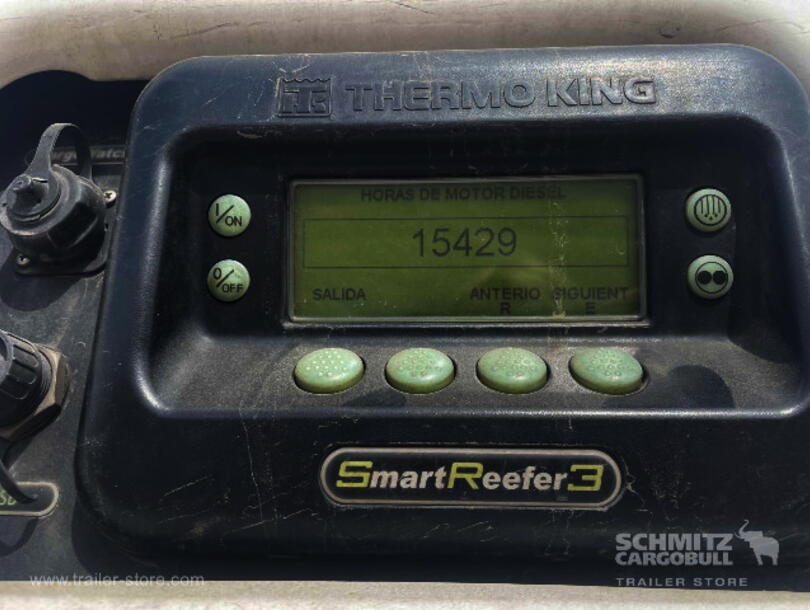 THERMO KING
I/ON
O/OFF
HORAS DE MOTOR DIESEL
15429
SALIDA ANTERIO SIGUIENT
R E
SmartReefer3
SCHMITZ
CARGOBULL
TRAILER STORE
www.trailer-store.com